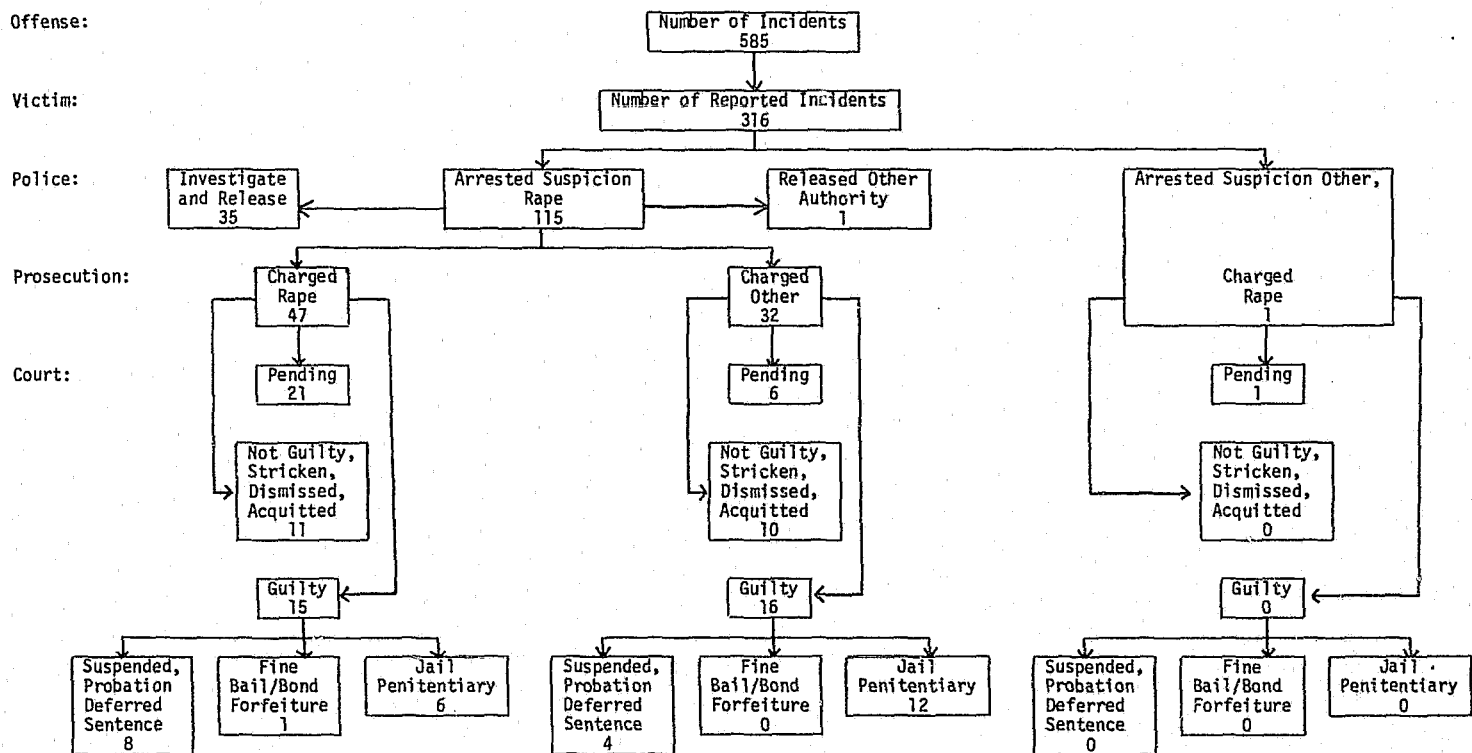 Offense:
Number of Incidents
585
Victim:
Number of Reported Incidents
316
Police:
Investigate
and Release
35
Arrested Suspicion
Rape
115
Released Other
Authority
1
Arrested Suspicion Other,
Charged
Rape
1
Prosecution:
Charged
Rape
47
Charged
Other
32
Court:
Pending
21
Pending
6
Pending
1
Not Guilty,
Stricken,
Dismissed,
Acquitted
11
Not Guilty,
Stricken,
Dismissed,
Acquitted
10
Not Guilty,
Stricken,
Dismissed,
Acquitted
0
Guilty
15
Guilty
16
Guilty
0
Suspended,
Probation
Deferred
Sentence
8
Fine
Bail/Bond
Forfeiture
1
Jail
Penitentiary
6
Suspended,
Probation
Deferred
Sentence
4
Fine
Bail/Bond
Forfeiture
0
Jail
Penitentiary
12
Suspended,
Probation
Deferred
Sentence
0
Fine
Bail/Bond
Forfeiture
0
Jail
Penitentiary
0